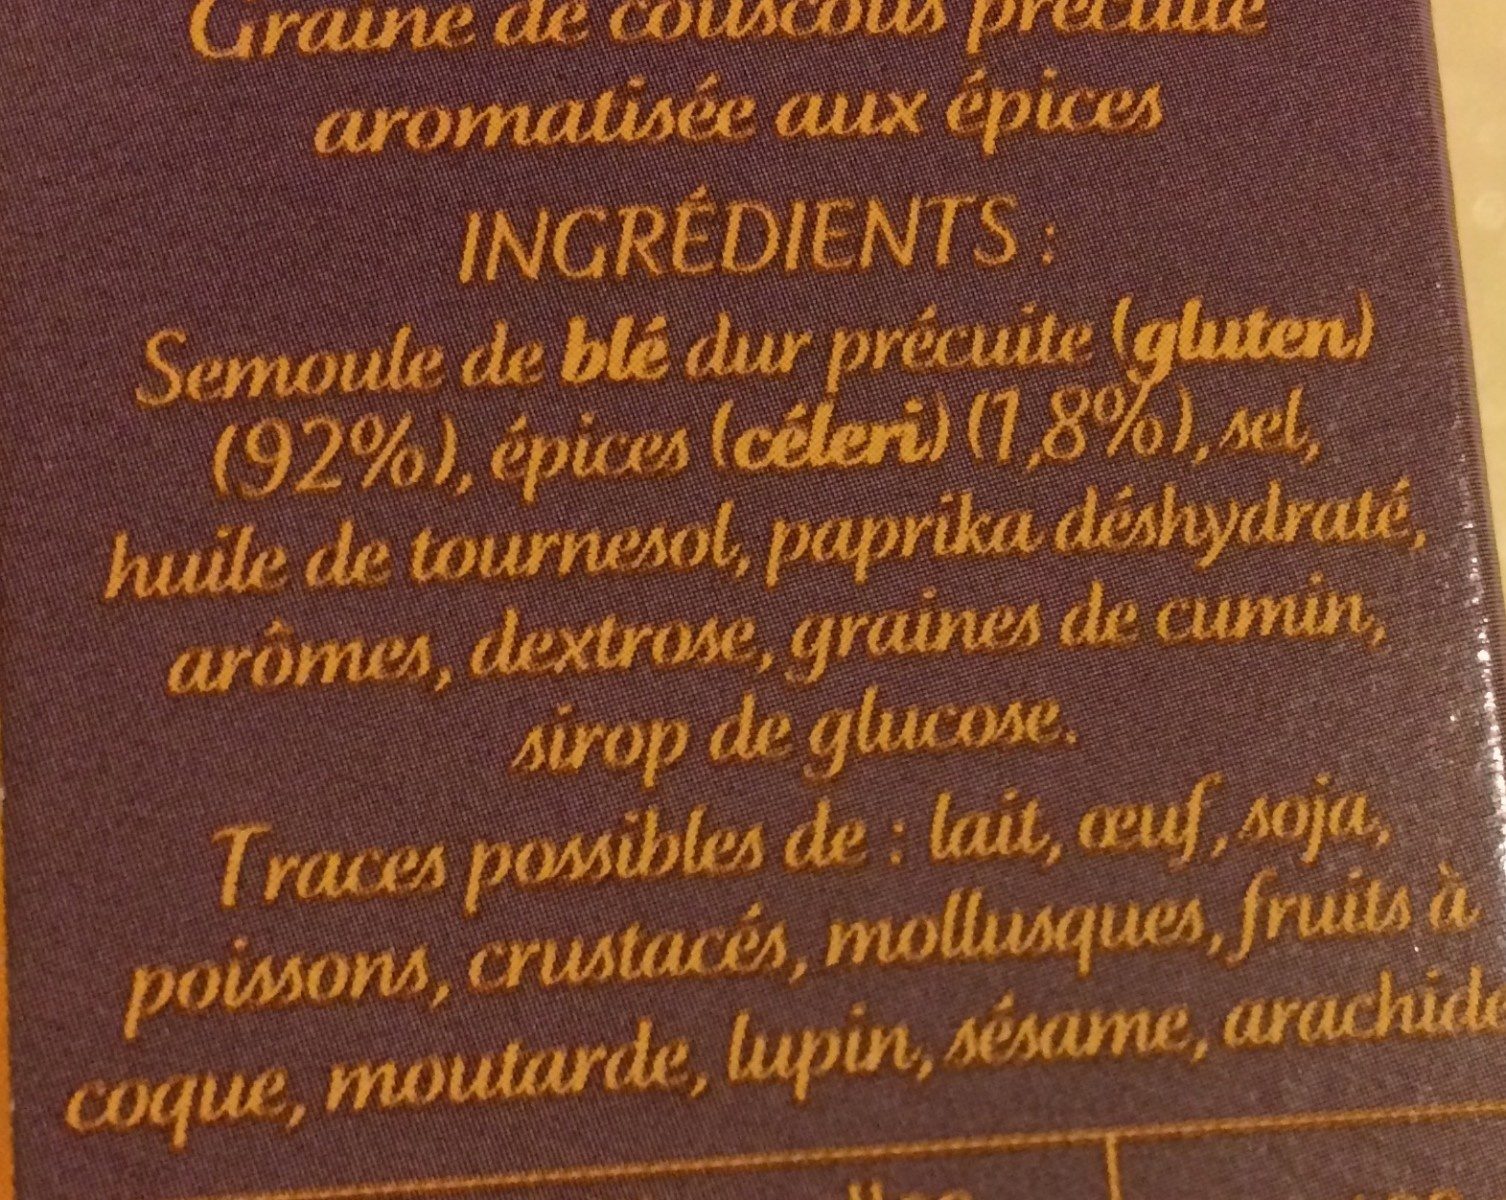 Graine de couscous précuite
aromatisée aux épices
INGRÉDIENTS :
Semoule de blé dur précuite (gluten)
(92%), épices (céleri) (1,8%), sel,
huile de tournesol, paprika déshydraté,
arômes, dextrose, graines de cumin,
sirop de glucose.
Traces possibles de : lait, œuf, soja,
poissons, crustacés, mollusques, fruits à
coque, moutarde, lupin, sésame, arachide